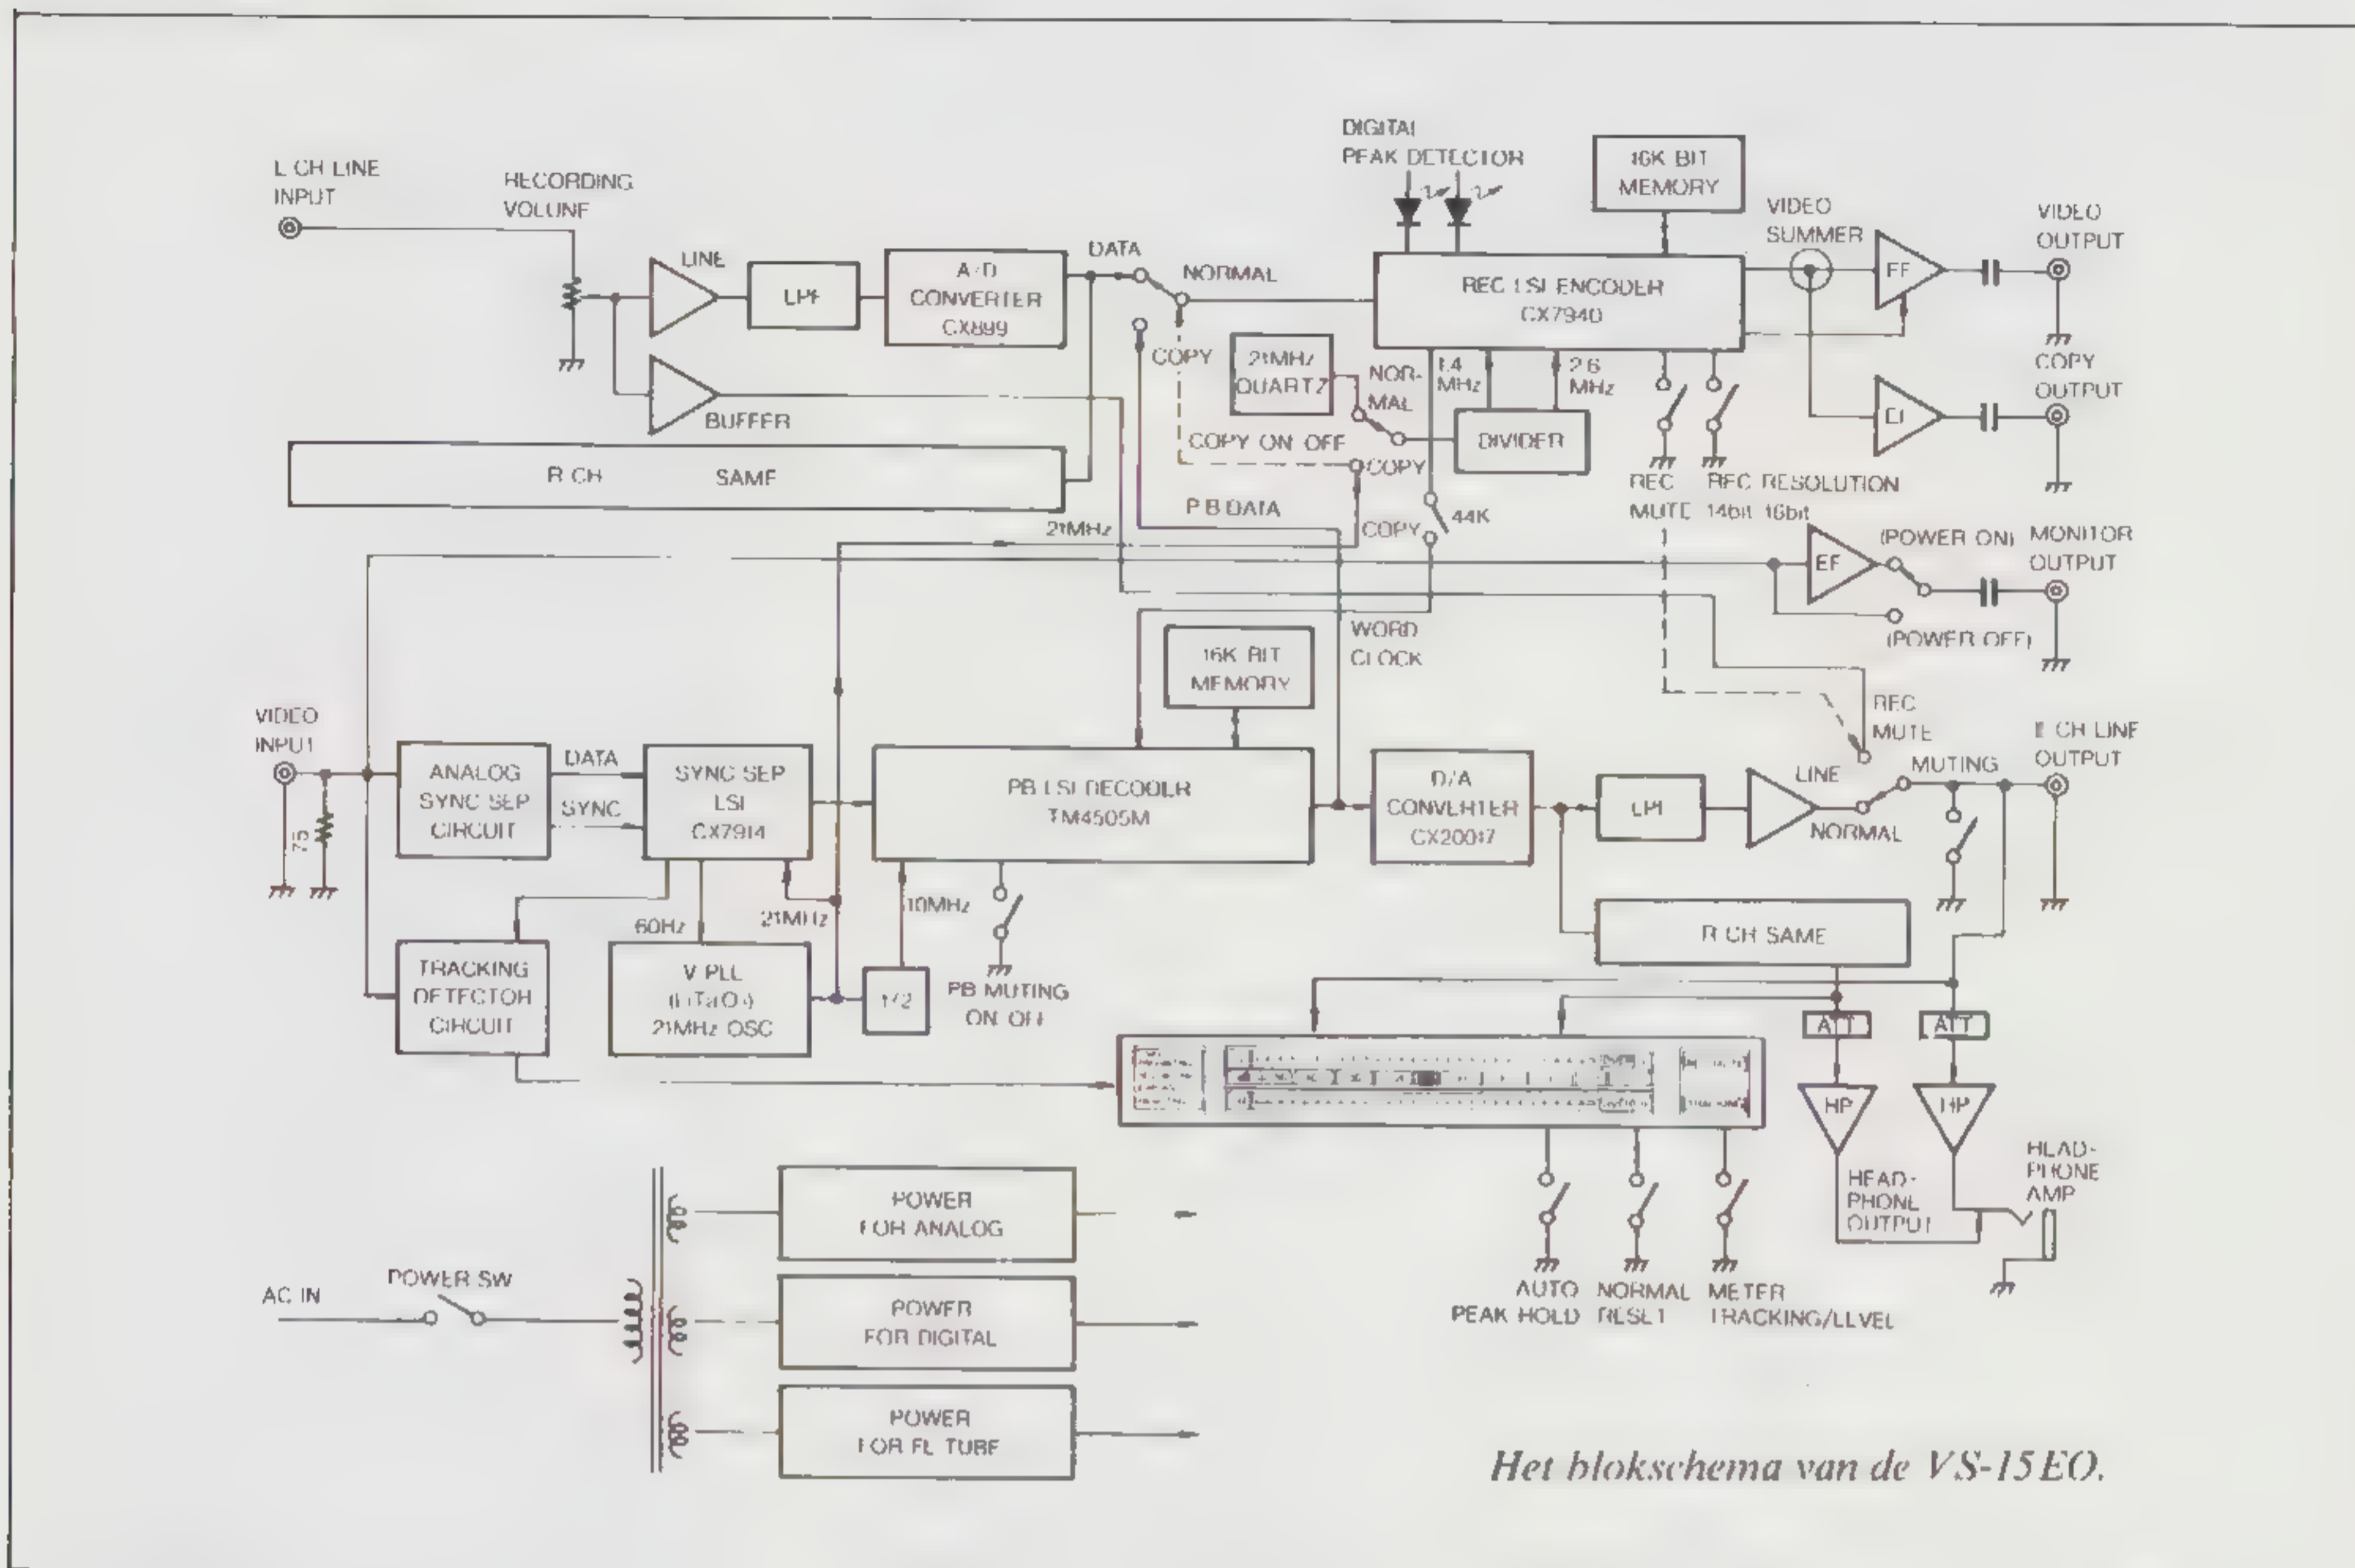 L CH LINE
INPUT
RECORDING
VOLUME
LINE
LPF
A/D
CONVERTER
CX899
DATA
NORMAL
COPY
BUFFER
R CH SAME
DIGITAL
PEAK DETECTOR
16K BIT
MEMORY
REC LSI ENCODER
CX7940
VIDEO
SUMMER
EF
VIDEO
OUTPUT
COPY
OUTPUT
EF
21MHz
QUARTZ
NOR-
MAL
1.4
MHz
2.6
MHz
DIVIDER
COPY ON OFF
COPY
P B DATA
21MHz
COPY
44K
REC
MUTE
REC RESOLUTION
14bit 16bit
EF
(POWER ON)
(POWER OFF)
MONITOR
OUTPUT
WORD
CLOCK
16K BIT
MEMORY
VIDEO
INPUT
75
ANALOG
SYNC SEP
CIRCUIT
DATA
SYNC
SYNC SEP
LSI
CX7914
PB LSI DECODER
TM4505M
D/A
CONVERTER
CX20017
LPF
LINE
NORMAL
REC
MUTE
MUTING
CH LINE
OUTPUT
60Hz
21MHz
10MHz
R CH SAME
TRACKING
DETECTOR
CIRCUIT
V PLL
(LiTaO3)
21MHz OSC
1/2
PB MUTING
ON OFF
ATT
ATT
HP
HP
HEAD-
PHONE
OUTPUT
HEAD-
PHONE
AMP
AUTO
PEAK HOLD
NORMAL
RESET
METER
TRACKING/LEVEL
AC IN
POWER SW
POWER
FOR ANALOG
POWER
FOR DIGITAL
POWER
FOR FL TUBE
Het blokschema van de VS-15EO.